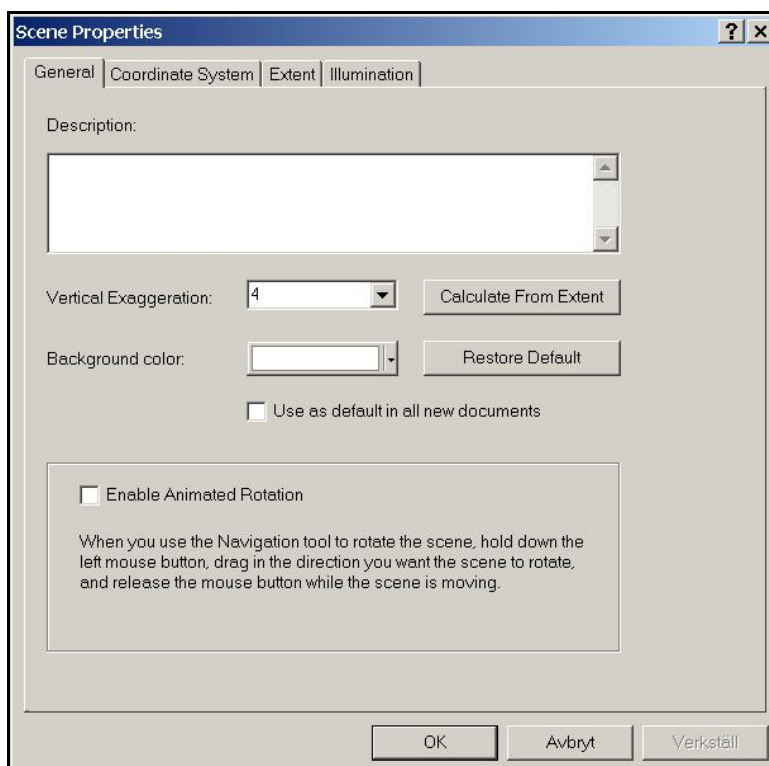 Scene Properties
General Coordinate System Extent Illumination
Description:
Vertical Exaggeration: 4 Calculate From Extent
Background color: Restore Default
Use as default in all new documents
Enable Animated Rotation
When you use the Navigation tool to rotate the scene, hold down the
left mouse button, drag in the direction you want the scene to rotate,
and release the mouse button while the scene is moving.
OK Avbryt Verkställ